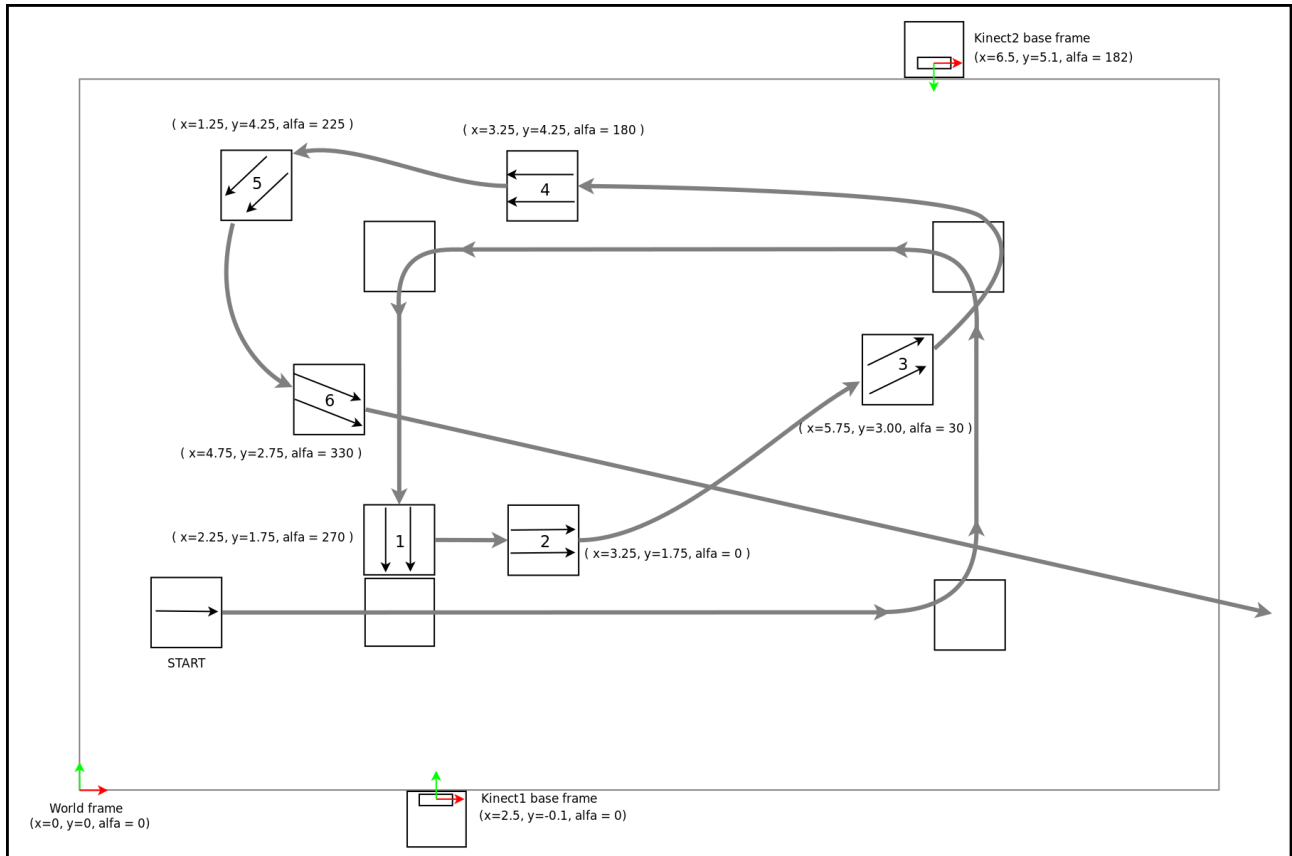 Kinect2 base frame
(x=6.5, y=5.1, alfa = 182)
( x=1.25, y=4.25, alfa = 225 )
( x=3.25, y=4.25, alfa = 180 )
5
4
3
6
( x=5.75, y=3.00, alfa = 30 )
( x=4.75, y=2.75, alfa = 330 )
( x=2.25, y=1.75, alfa = 270 )
1
2
( x=3.25, y=1.75, alfa = 0 )
START
World frame
(x=0, y=0, alfa = 0)
Kinect1 base frame
(x=2.5, y=-0.1, alfa = 0)